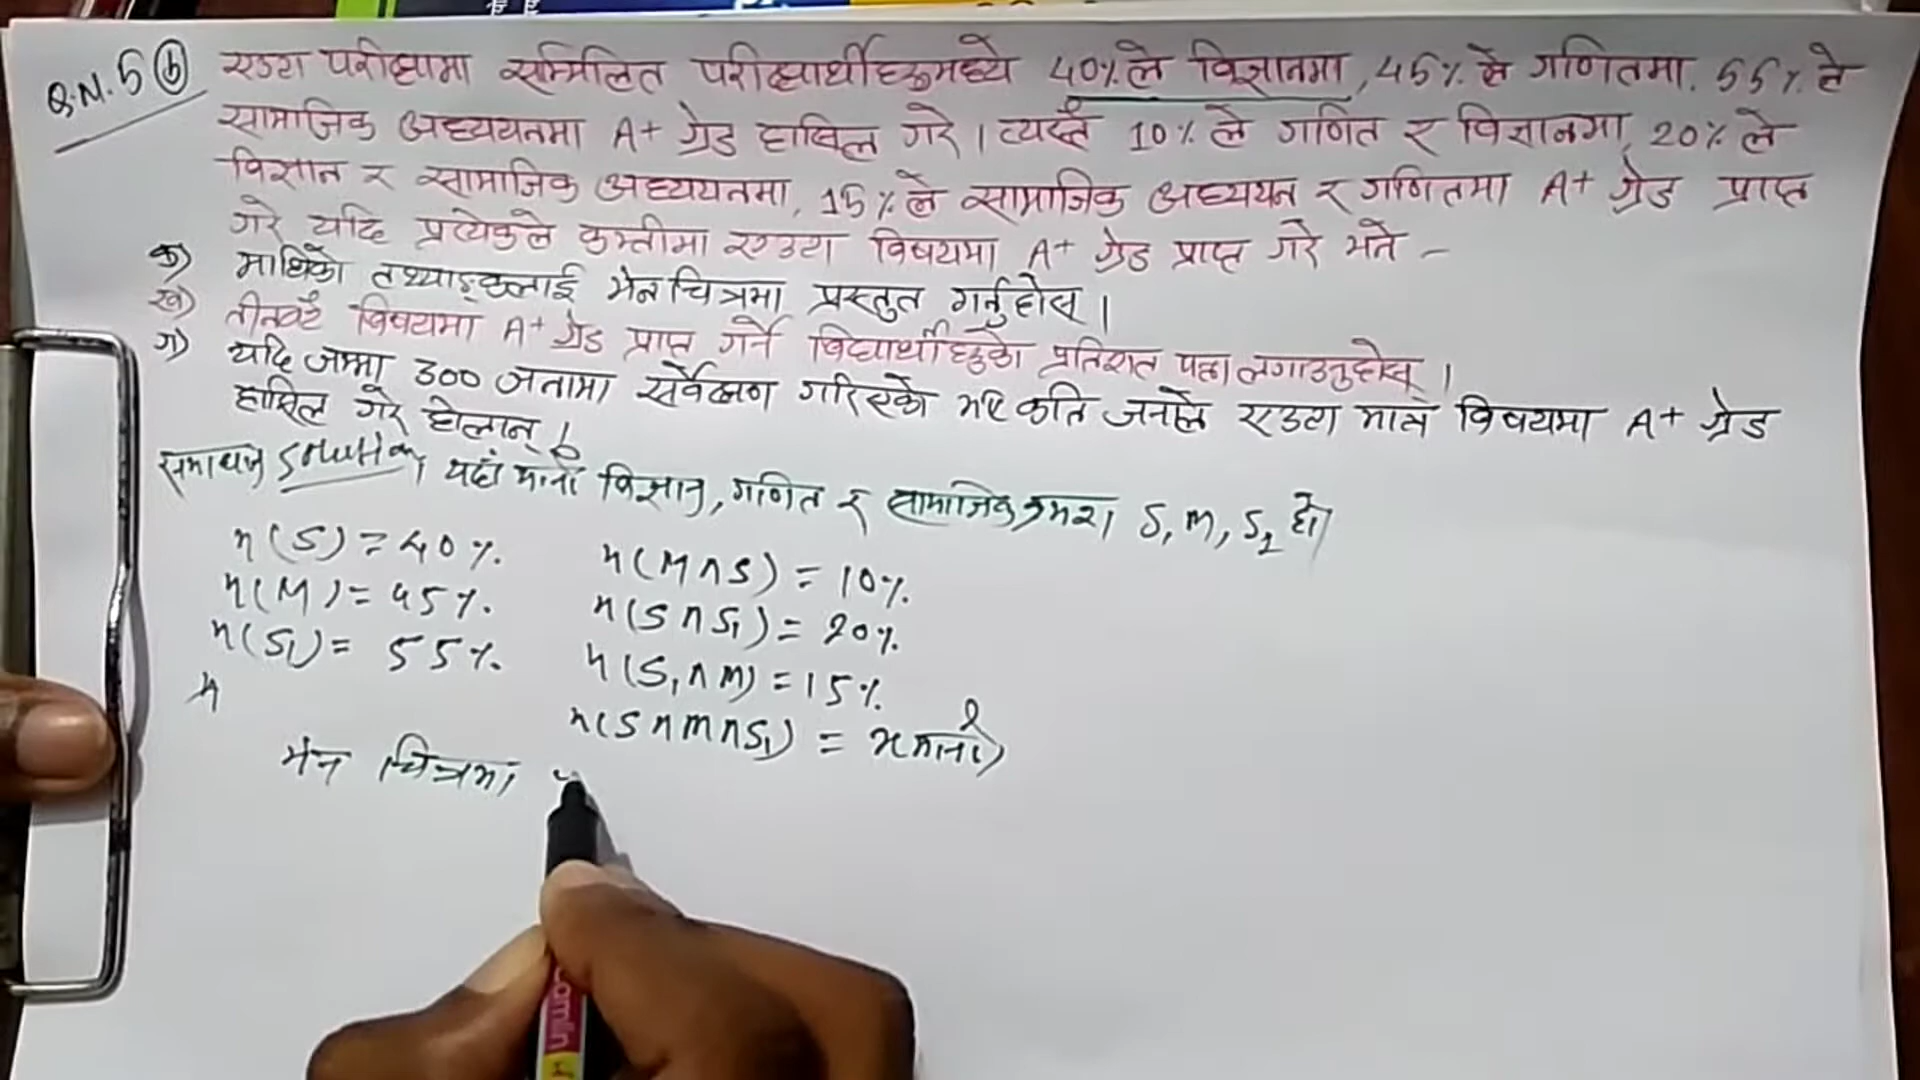 Q.N. 5 (b) एउटा परीक्षामा सम्मिलित परीक्षार्थीहरूमध्ये 40% ले विज्ञानमा, 45% ले गणितमा. 55% ले
सामाजिक अध्ययनमा A+ ग्रेड हासिल गरे। त्यस्तै 10% ले गणित र विज्ञानमा, 20% ले
विज्ञान र सामाजिक अध्ययनमा, 15% ले सामाजिक अध्ययन र गणितमा A+ ग्रेड प्राप्त
गरे यदि प्रत्येकले कम्तीमा एउटा विषयमा A+ ग्रेड प्राप्त गरे भने -
क) माथिको तथ्याङ्कलाई भेनचित्रमा प्रस्तुत गर्नुहोस्।
ख) तीनवटै विषयमा A+ ग्रेड प्राप्त गर्ने विद्यार्थीहरूको प्रतिशत पत्ता लगाउनुहोस्।
ग) यदि जम्मा 300 जनामा सर्वेक्षण गरिएको भए कति जनाले एउटा मात्र विषयमा A+ ग्रेड
हासिल गरे होलान्
समाधान solution, यहाँ मानौं विज्ञान, गणित र सामाजिक क्रमशः S, M, S1 हो
n(S) = 40%. n(M∩S) = 10%.
n(M) = 45%. n(S∩S1) = 20%.
n(S1) = 55%. n(S1∩M) = 15%.
n n(S∩M∩S1) = x मानौं
भेन चित्रमा
camlin